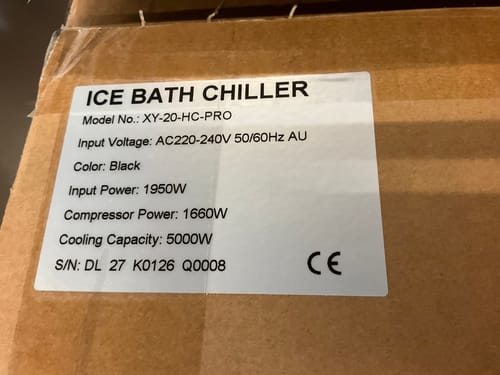 ICE BATH CHILLER
Model No.: XY-20-HC-PRO
Input Voltage: AC220-240V 50/60Hz AU
Color: Black
Input Power: 1950W
Compressor Power: 1660W
Cooling Capacity: 5000W
S/N: DL 27 K0126 Q0008
CE